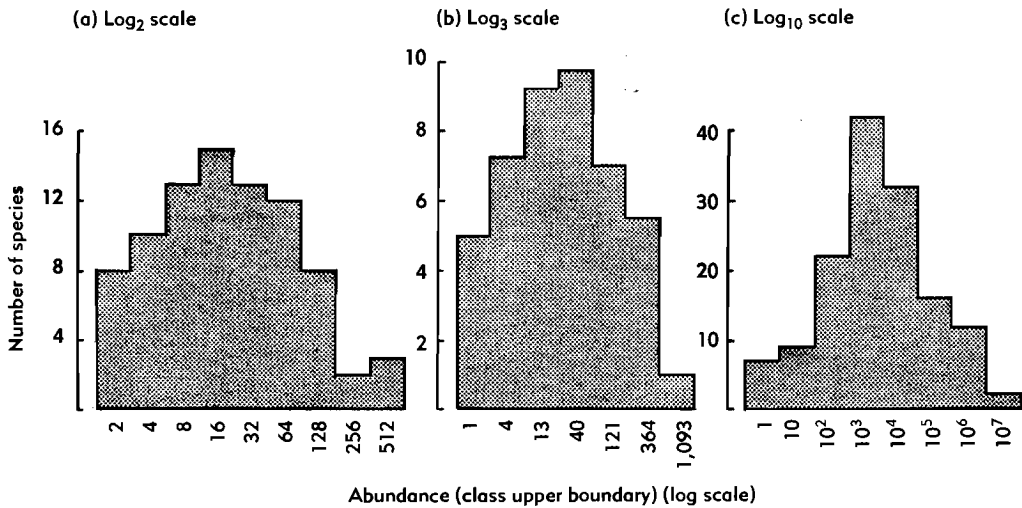 (a) Log2 scale
(b) Log3 scale
(c) Log10 scale
Number of species
16
12
8
4
2 4 8 16 32 64 128 256 512
10
8
6
4
2
1 4 13 40 121 364 1,093
40
30
20
10
1 10 10² 10³ 10⁴ 10⁵ 10⁶ 10⁷
Abundance (class upper boundary) (log scale)